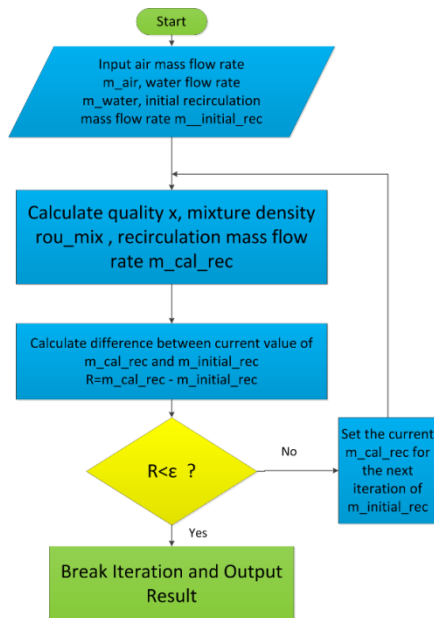 Start
Input air mass flow rate
m_air, water flow rate
m_water, initial recirculation
mass flow rate m__initial_rec
Calculate quality x, mixture density
rou_mix , recirculation mass flow
rate m_cal_rec
Calculate difference between current value of
m_cal_rec and m_initial_rec
R=m_cal_rec - m_initial_rec
R<ε ?
No
Set the current
m_cal_rec for
the next
iteration of
m_initial_rec
Yes
Break Iteration and Output
Result